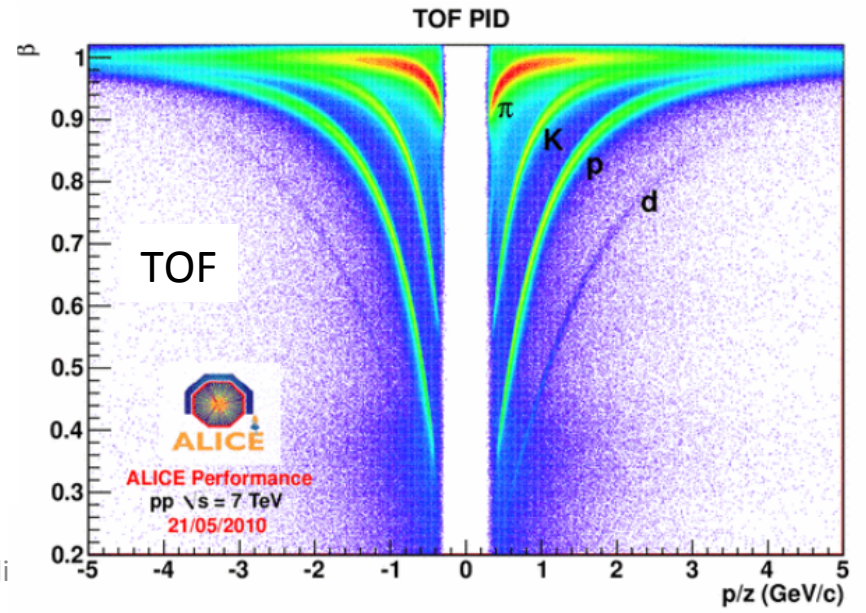 TOF PID
β
1
0.9
0.8
0.7
0.6
0.5
0.4
0.3
0.2
π
K
p
d
TOF
ALICE
ALICE Performance
pp √s = 7 TeV
21/05/2010
-5 -4 -3 -2 -1 0 1 2 3 4 5
p/z (GeV/c)